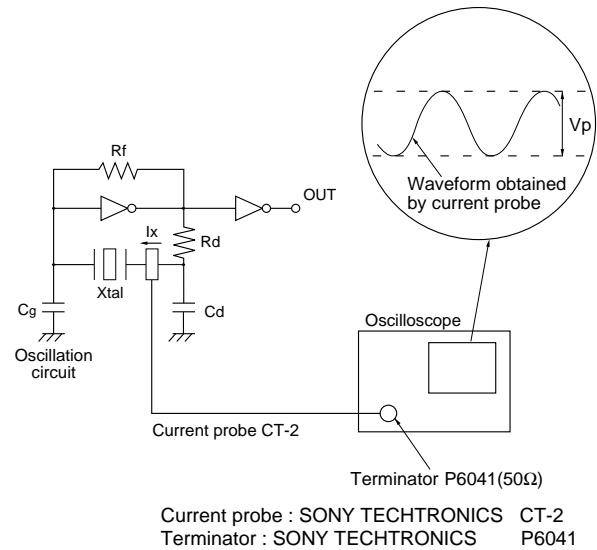 Vp
Waveform obtained
by current probe
Rf
OUT
Ix
Rd
Xtal
Cg
Cd
Oscillation
circuit
Oscilloscope
Current probe CT-2
Terminator P6041(50Ω)
Current probe : SONY TECHTRONICS CT-2
Terminator : SONY TECHTRONICS P6041